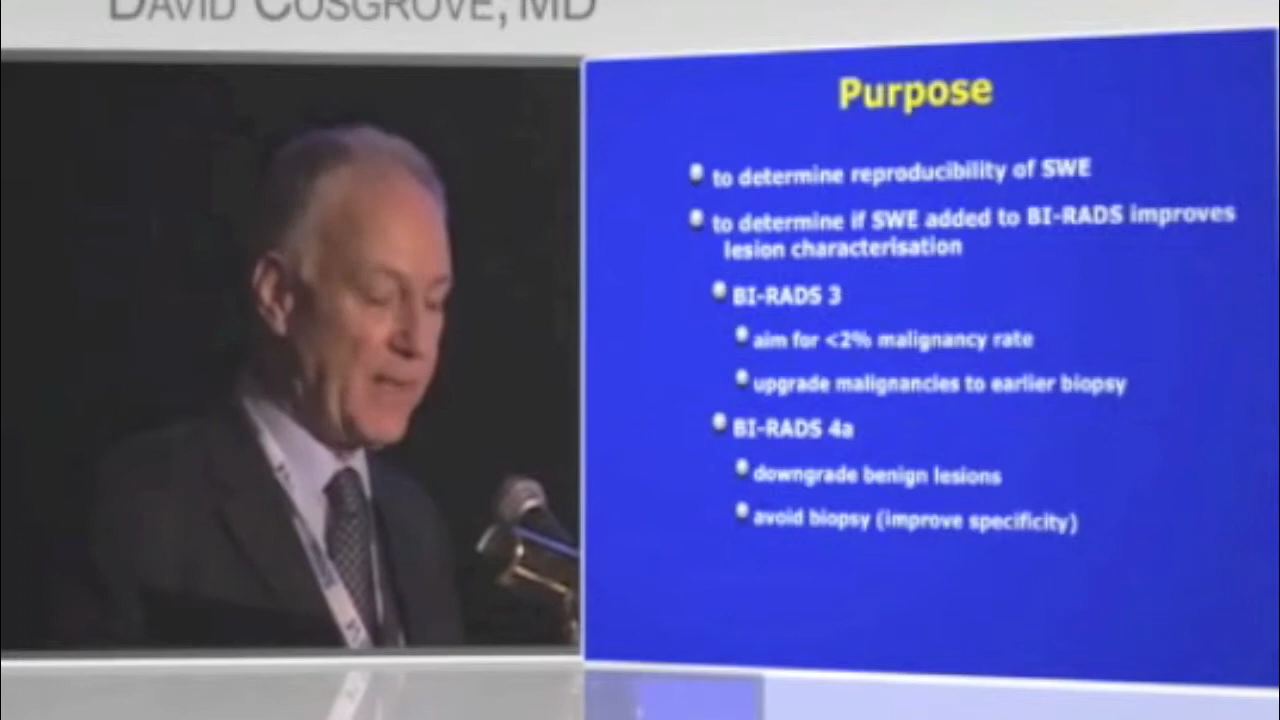 DAVID COSGROVE, MD
Purpose
to determine reproducibility of SWE
to determine if SWE added to BI-RADS improves
lesion characterisation
BI-RADS 3
aim for <2% malignancy rate
upgrade malignancies to earlier biopsy
BI-RADS 4a
downgrade benign lesions
avoid biopsy (improve specificity)